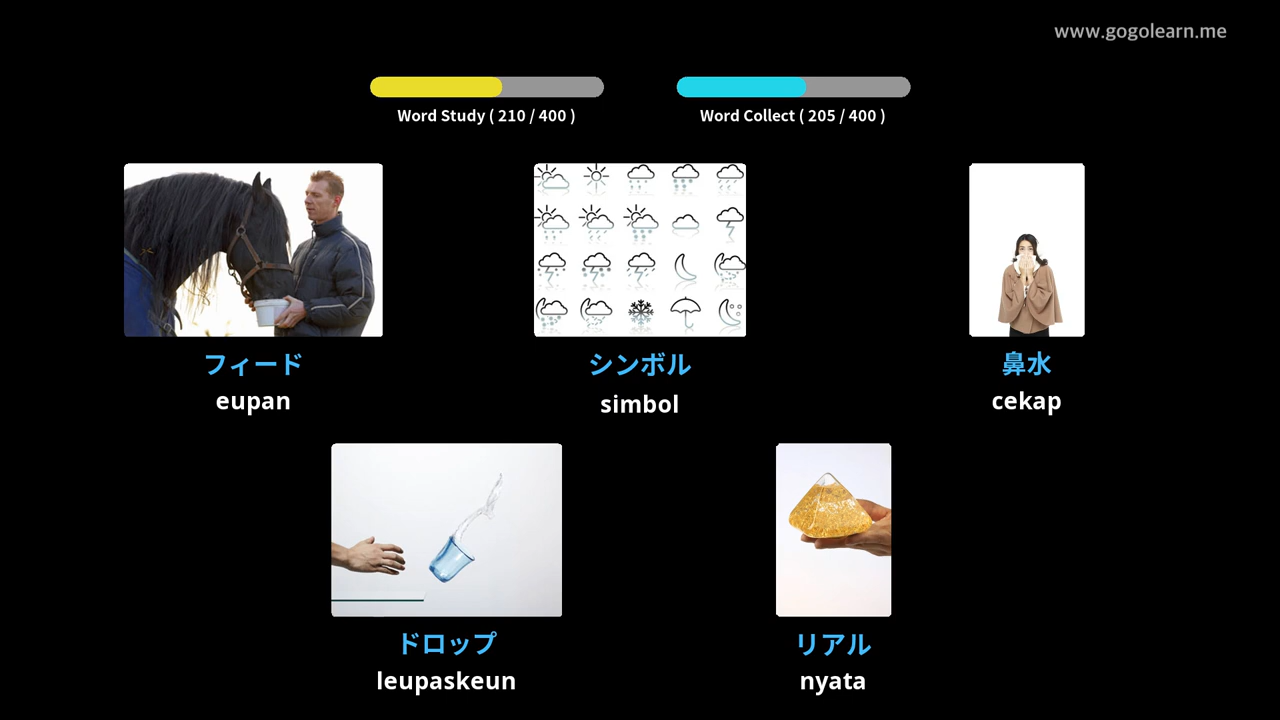 www.gogolearn.me
Word Study ( 210 / 400 )
Word Collect ( 205 / 400 )
フィード
eupan
シンボル
simbol
鼻水
cekap
ドロップ
leupaskeun
リアル
nyata